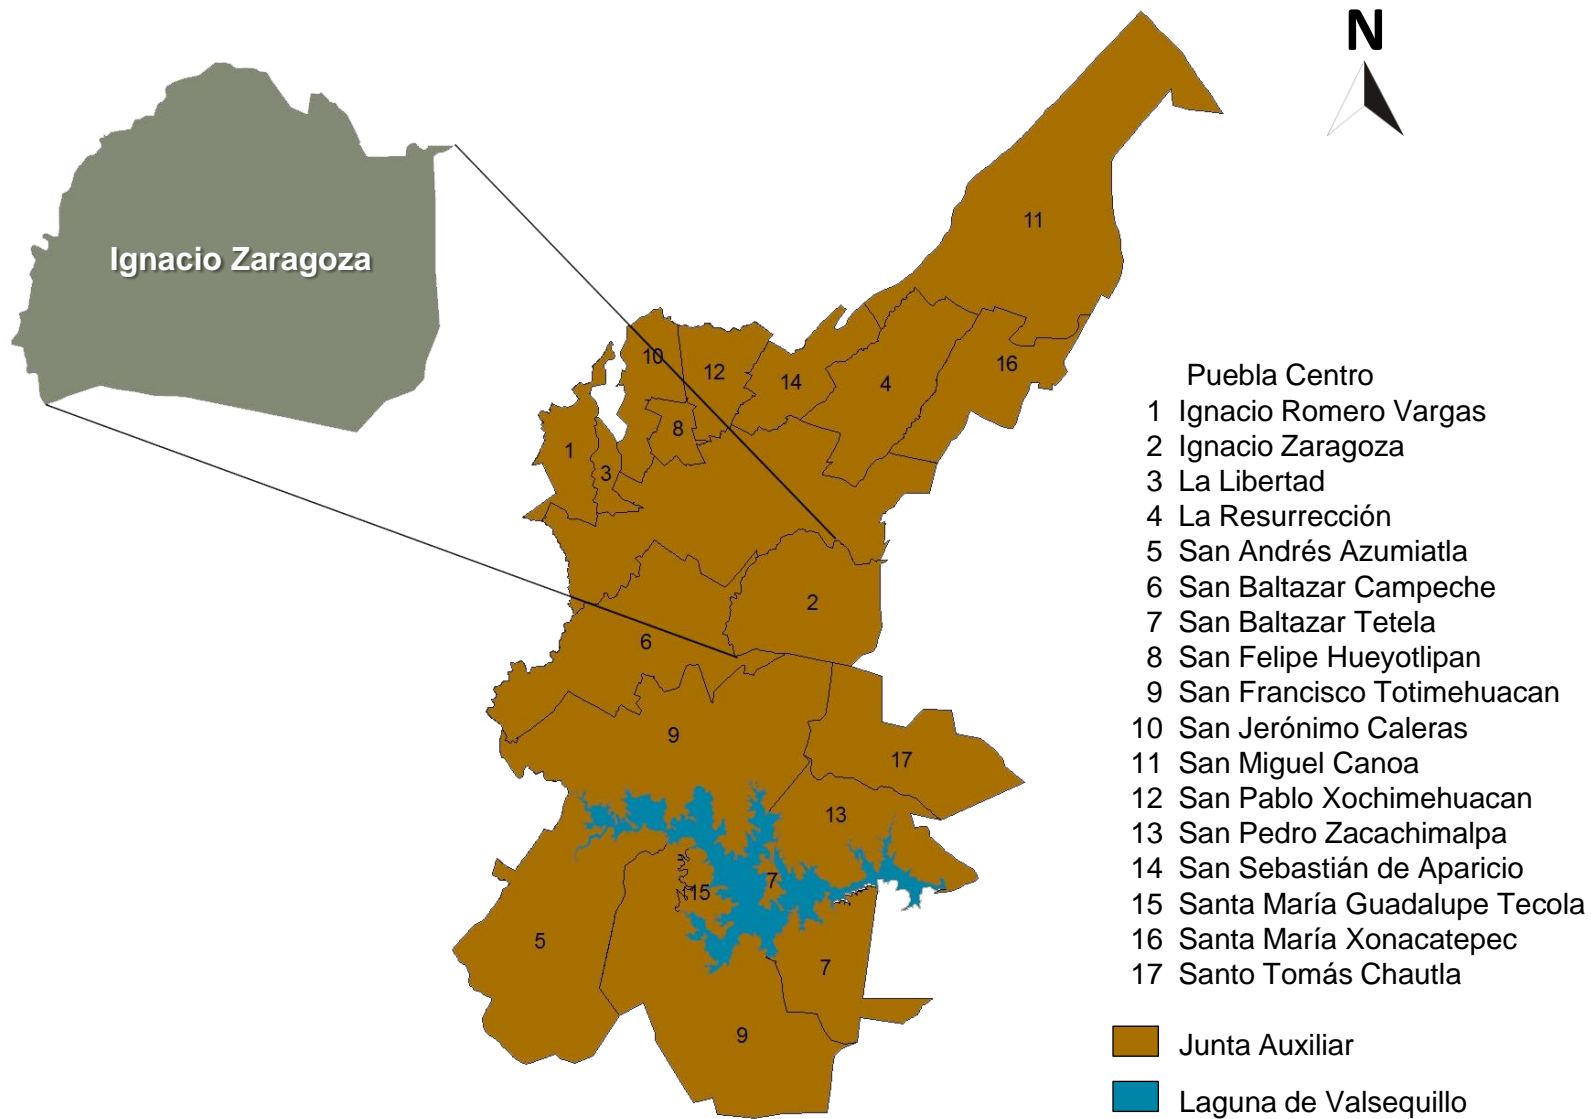 N
Ignacio Zaragoza
11
10
12
14
4
16
8
1
3
2
6
9
17
13
15
7
5
7
9
Puebla Centro
1 Ignacio Romero Vargas
2 Ignacio Zaragoza
3 La Libertad
4 La Resurrección
5 San Andrés Azumiatla
6 San Baltazar Campeche
7 San Baltazar Tetela
8 San Felipe Hueyotlipan
9 San Francisco Totimehuacan
10 San Jerónimo Caleras
11 San Miguel Canoa
12 San Pablo Xochimehuacan
13 San Pedro Zacachimalpa
14 San Sebastián de Aparicio
15 Santa María Guadalupe Tecola
16 Santa María Xonacatepec
17 Santo Tomás Chautla
Junta Auxiliar
Laguna de Valsequillo